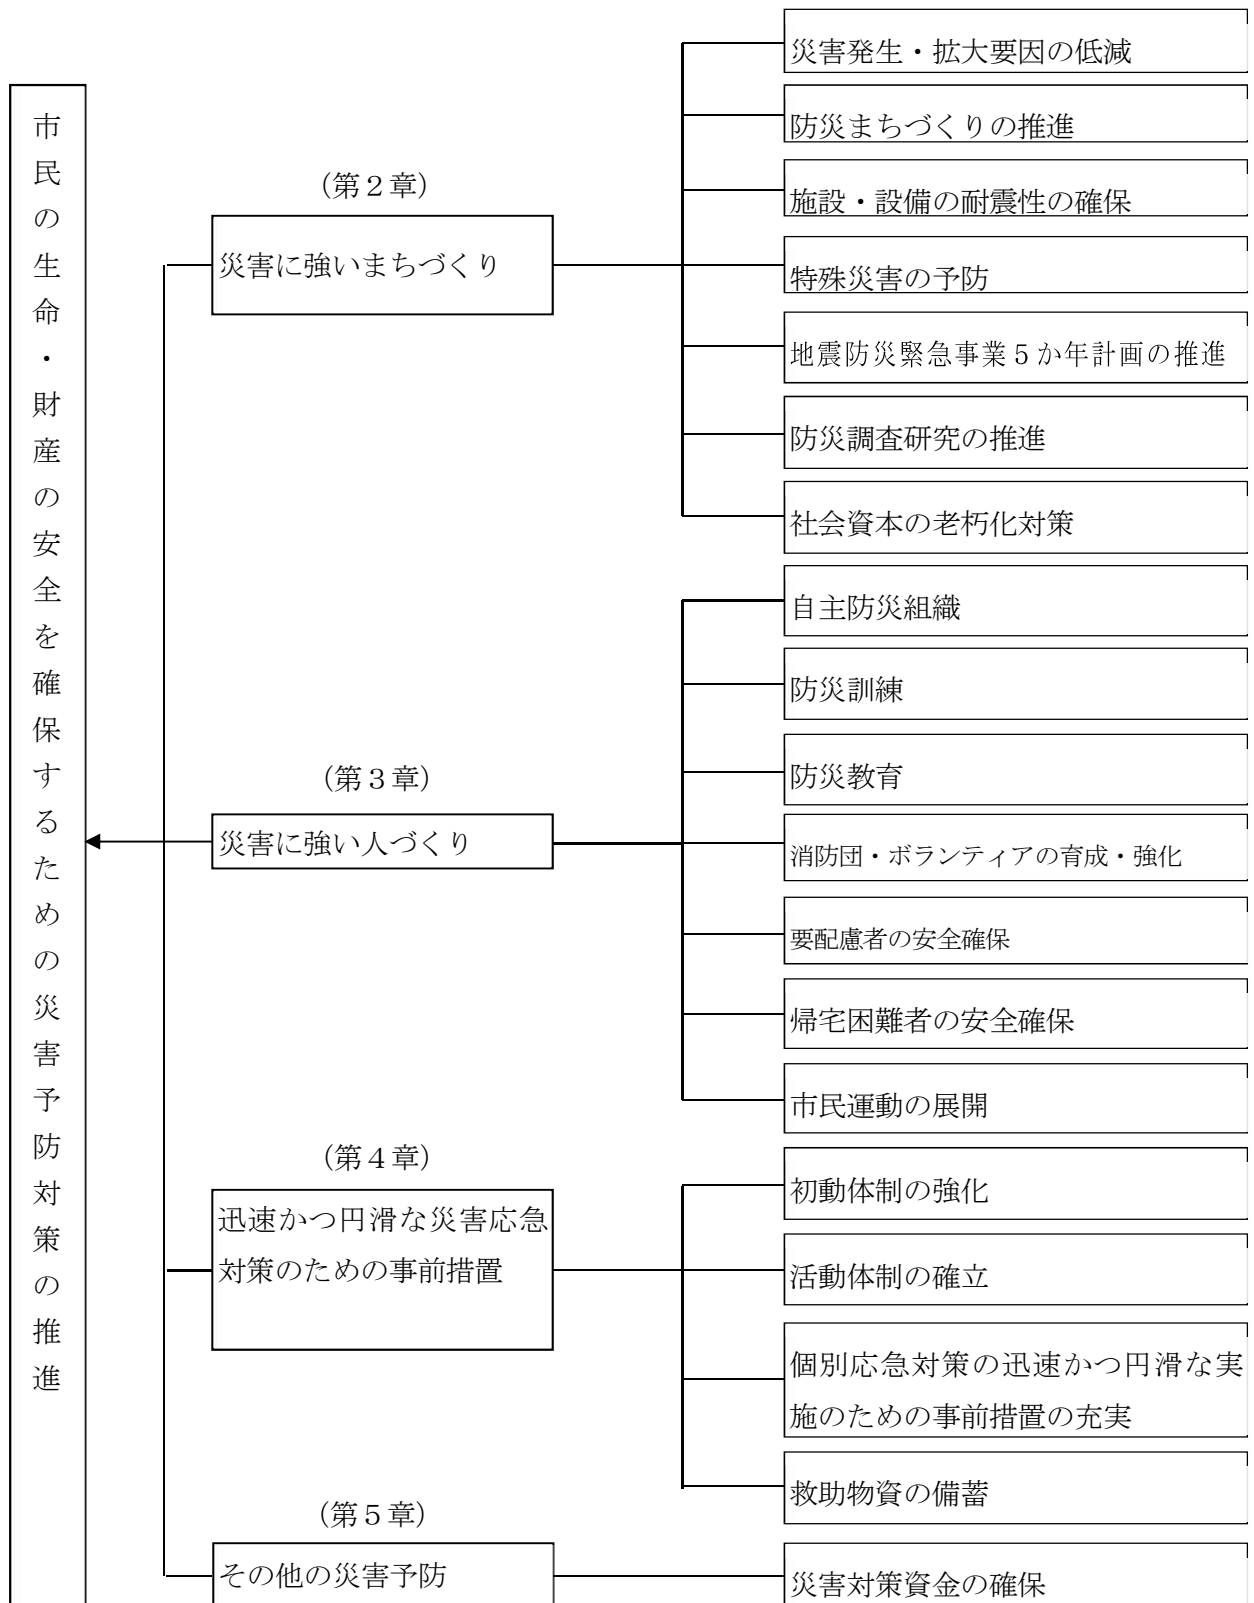 市民の生命・財産の安全を確保するための災害予防対策の推進
（第２章）
災害に強いまちづくり
災害発生・拡大要因の低減
防災まちづくりの推進
施設・設備の耐震性の確保
特殊災害の予防
地震防災緊急事業５か年計画の推進
防災調査研究の推進
社会資本の老朽化対策
（第３章）
災害に強い人づくり
自主防災組織
防災訓練
防災教育
消防団・ボランティアの育成・強化
要配慮者の安全確保
帰宅困難者の安全確保
市民運動の展開
（第４章）
迅速かつ円滑な災害応急
対策のための事前措置
初動体制の強化
活動体制の確立
個別応急対策の迅速かつ円滑な実
施のための事前措置の充実
救助物資の備蓄
（第５章）
その他の災害予防
災害対策資金の確保